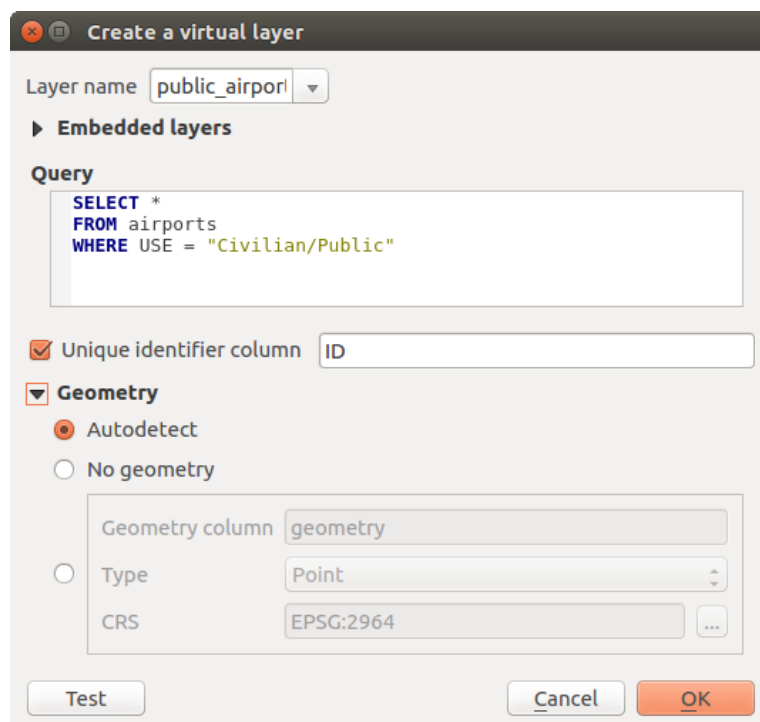 Create a virtual layer
Layer name public_airport
Embedded layers
Query
SELECT *
FROM airports
WHERE USE = "Civilian/Public"
Unique identifier column ID
Geometry
Autodetect
No geometry
Geometry column geometry
Type Point
CRS EPSG:2964 ...
Test Cancel OK